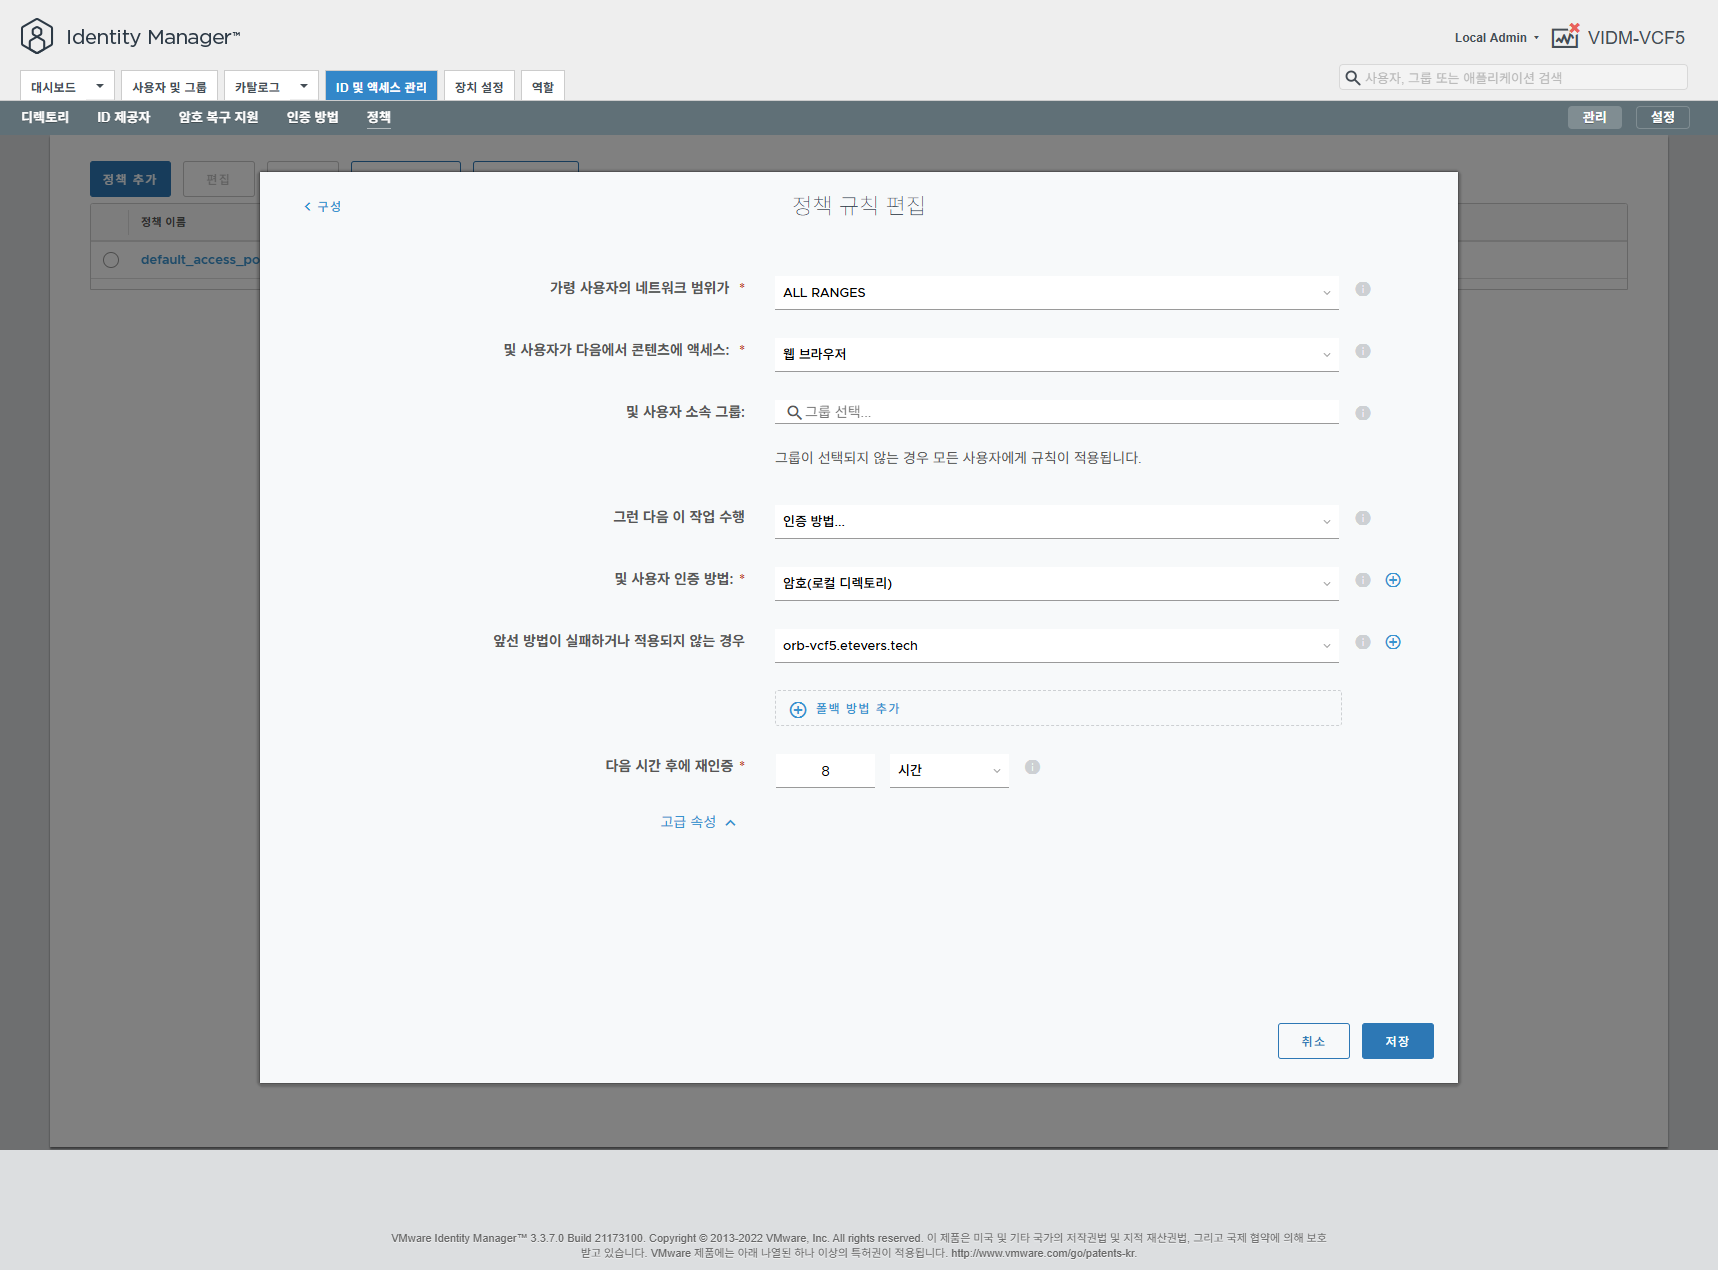 Identity Manager™
Local Admin
VIDM-VCF5
대시보드
사용자 및 그룹
카탈로그
ID 및 액세스 관리
장치 설정
역할
사용자, 그룹 또는 애플리케이션 검색
디렉토리
ID 제공자
암호 복구 지원
인증 방법
정책
관리
설정
정책 추가
편집
정책 이름
default_access_po
구성
정책 규칙 편집
가령 사용자의 네트워크 범위가 *
ALL RANGES
및 사용자가 다음에서 콘텐츠에 액세스: *
웹 브라우저
및 사용자 소속 그룹:
그룹 선택...
그룹이 선택되지 않는 경우 모든 사용자에게 규칙이 적용됩니다.
그런 다음 이 작업 수행
인증 방법...
및 사용자 인증 방법: *
암호(로컬 디렉토리)
앞선 방법이 실패하거나 적용되지 않는 경우
orb-vcf5.etevers.tech
폴백 방법 추가
다음 시간 후에 재인증 *
8
시간
고급 속성
취소
저장
VMware Identity Manager™ 3.3.7.0 Build 21173100. Copyright © 2013-2022 VMware, Inc. All rights reserved. 이 제품은 미국 및 기타 국가의 저작권법 및 지적 재산권법, 그리고 국제 협약에 의해 보호
받고 있습니다. VMware 제품에는 아래 나열된 하나 이상의 특허권이 적용됩니다. http://www.vmware.com/go/patents-kr.